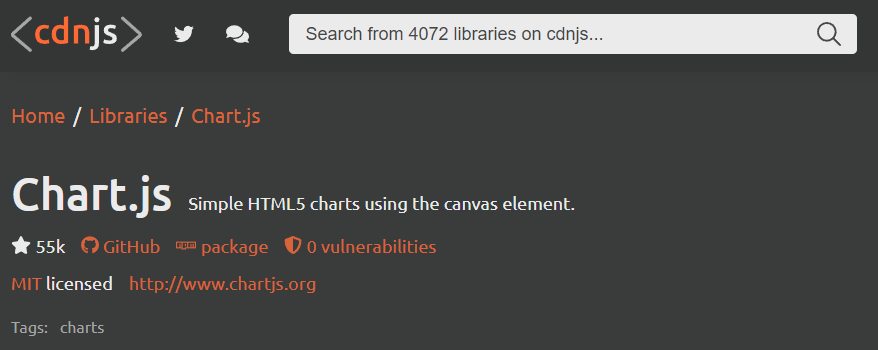 <cdnjs>
Search from 4072 libraries on cdnjs...
Home / Libraries / Chart.js
Chart.js Simple HTML5 charts using the canvas element.
55k GitHub npm package 0 vulnerabilities
MIT licensed http://www.chartjs.org
Tags: charts